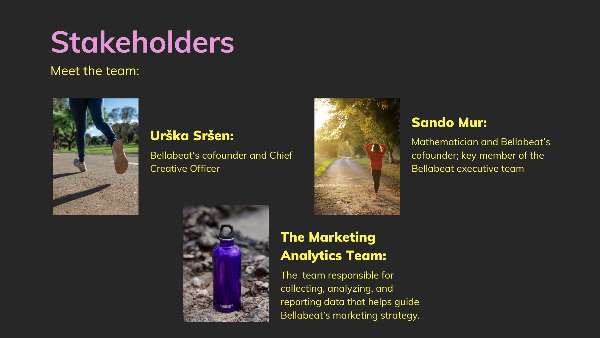 Stakeholders
Meet the team:
Urška Sršen:
Bellabeat's cofounder and Chief
Creative Officer
Sando Mur:
Mathematician and Bellabeat's
cofounder; key member of the
Bellabeat executive team
The Marketing
Analytics Team:
The team responsible for
collecting, analyzing, and
reporting data that helps guide
Bellabeat's marketing strategy.